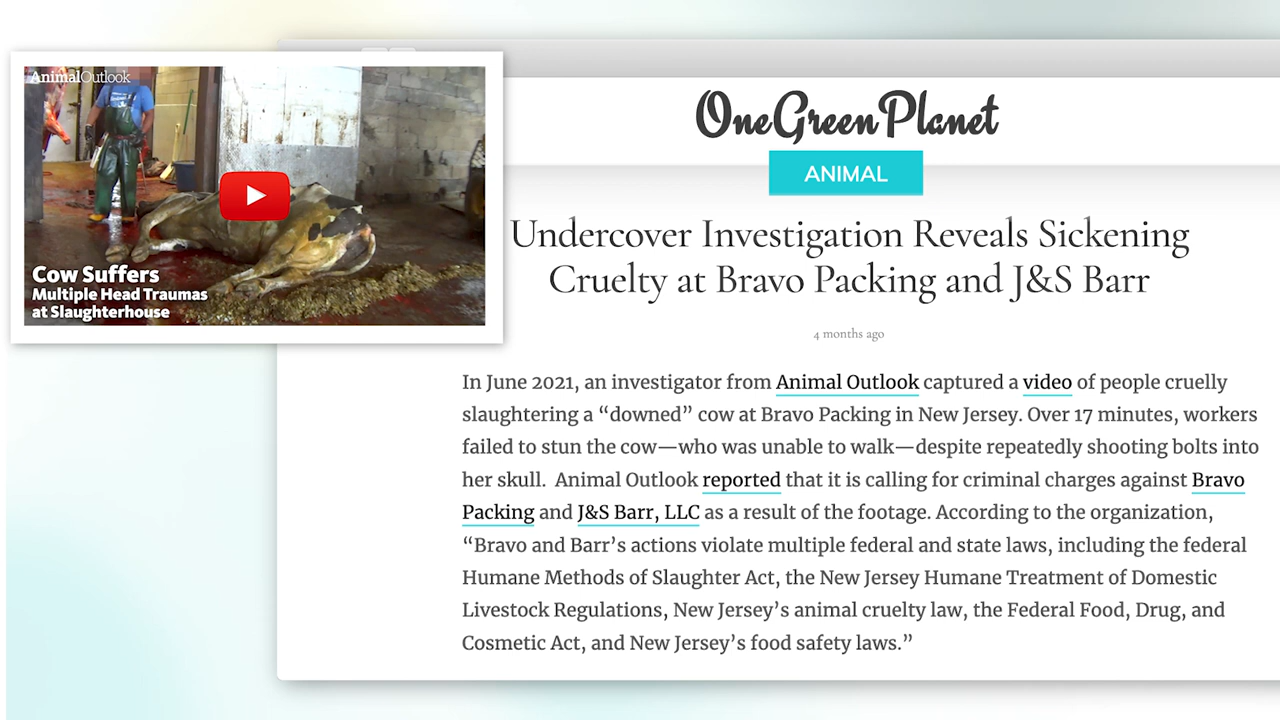 AnimalOutlook
Cow Suffers
Multiple Head Traumas
at Slaughterhouse
OneGreenPlanet
ANIMAL
Undercover Investigation Reveals Sickening
Cruelty at Bravo Packing and J&S Barr
4 months ago
In June 2021, an investigator from Animal Outlook captured a video of people cruelly
slaughtering a “downed” cow at Bravo Packing in New Jersey. Over 17 minutes, workers
failed to stun the cow—who was unable to walk—despite repeatedly shooting bolts into
her skull.  Animal Outlook reported that it is calling for criminal charges against Bravo
Packing and J&S Barr, LLC as a result of the footage. According to the organization,
“Bravo and Barr’s actions violate multiple federal and state laws, including the federal
Humane Methods of Slaughter Act, the New Jersey Humane Treatment of Domestic
Livestock Regulations, New Jersey’s animal cruelty law, the Federal Food, Drug, and
Cosmetic Act, and New Jersey’s food safety laws.”